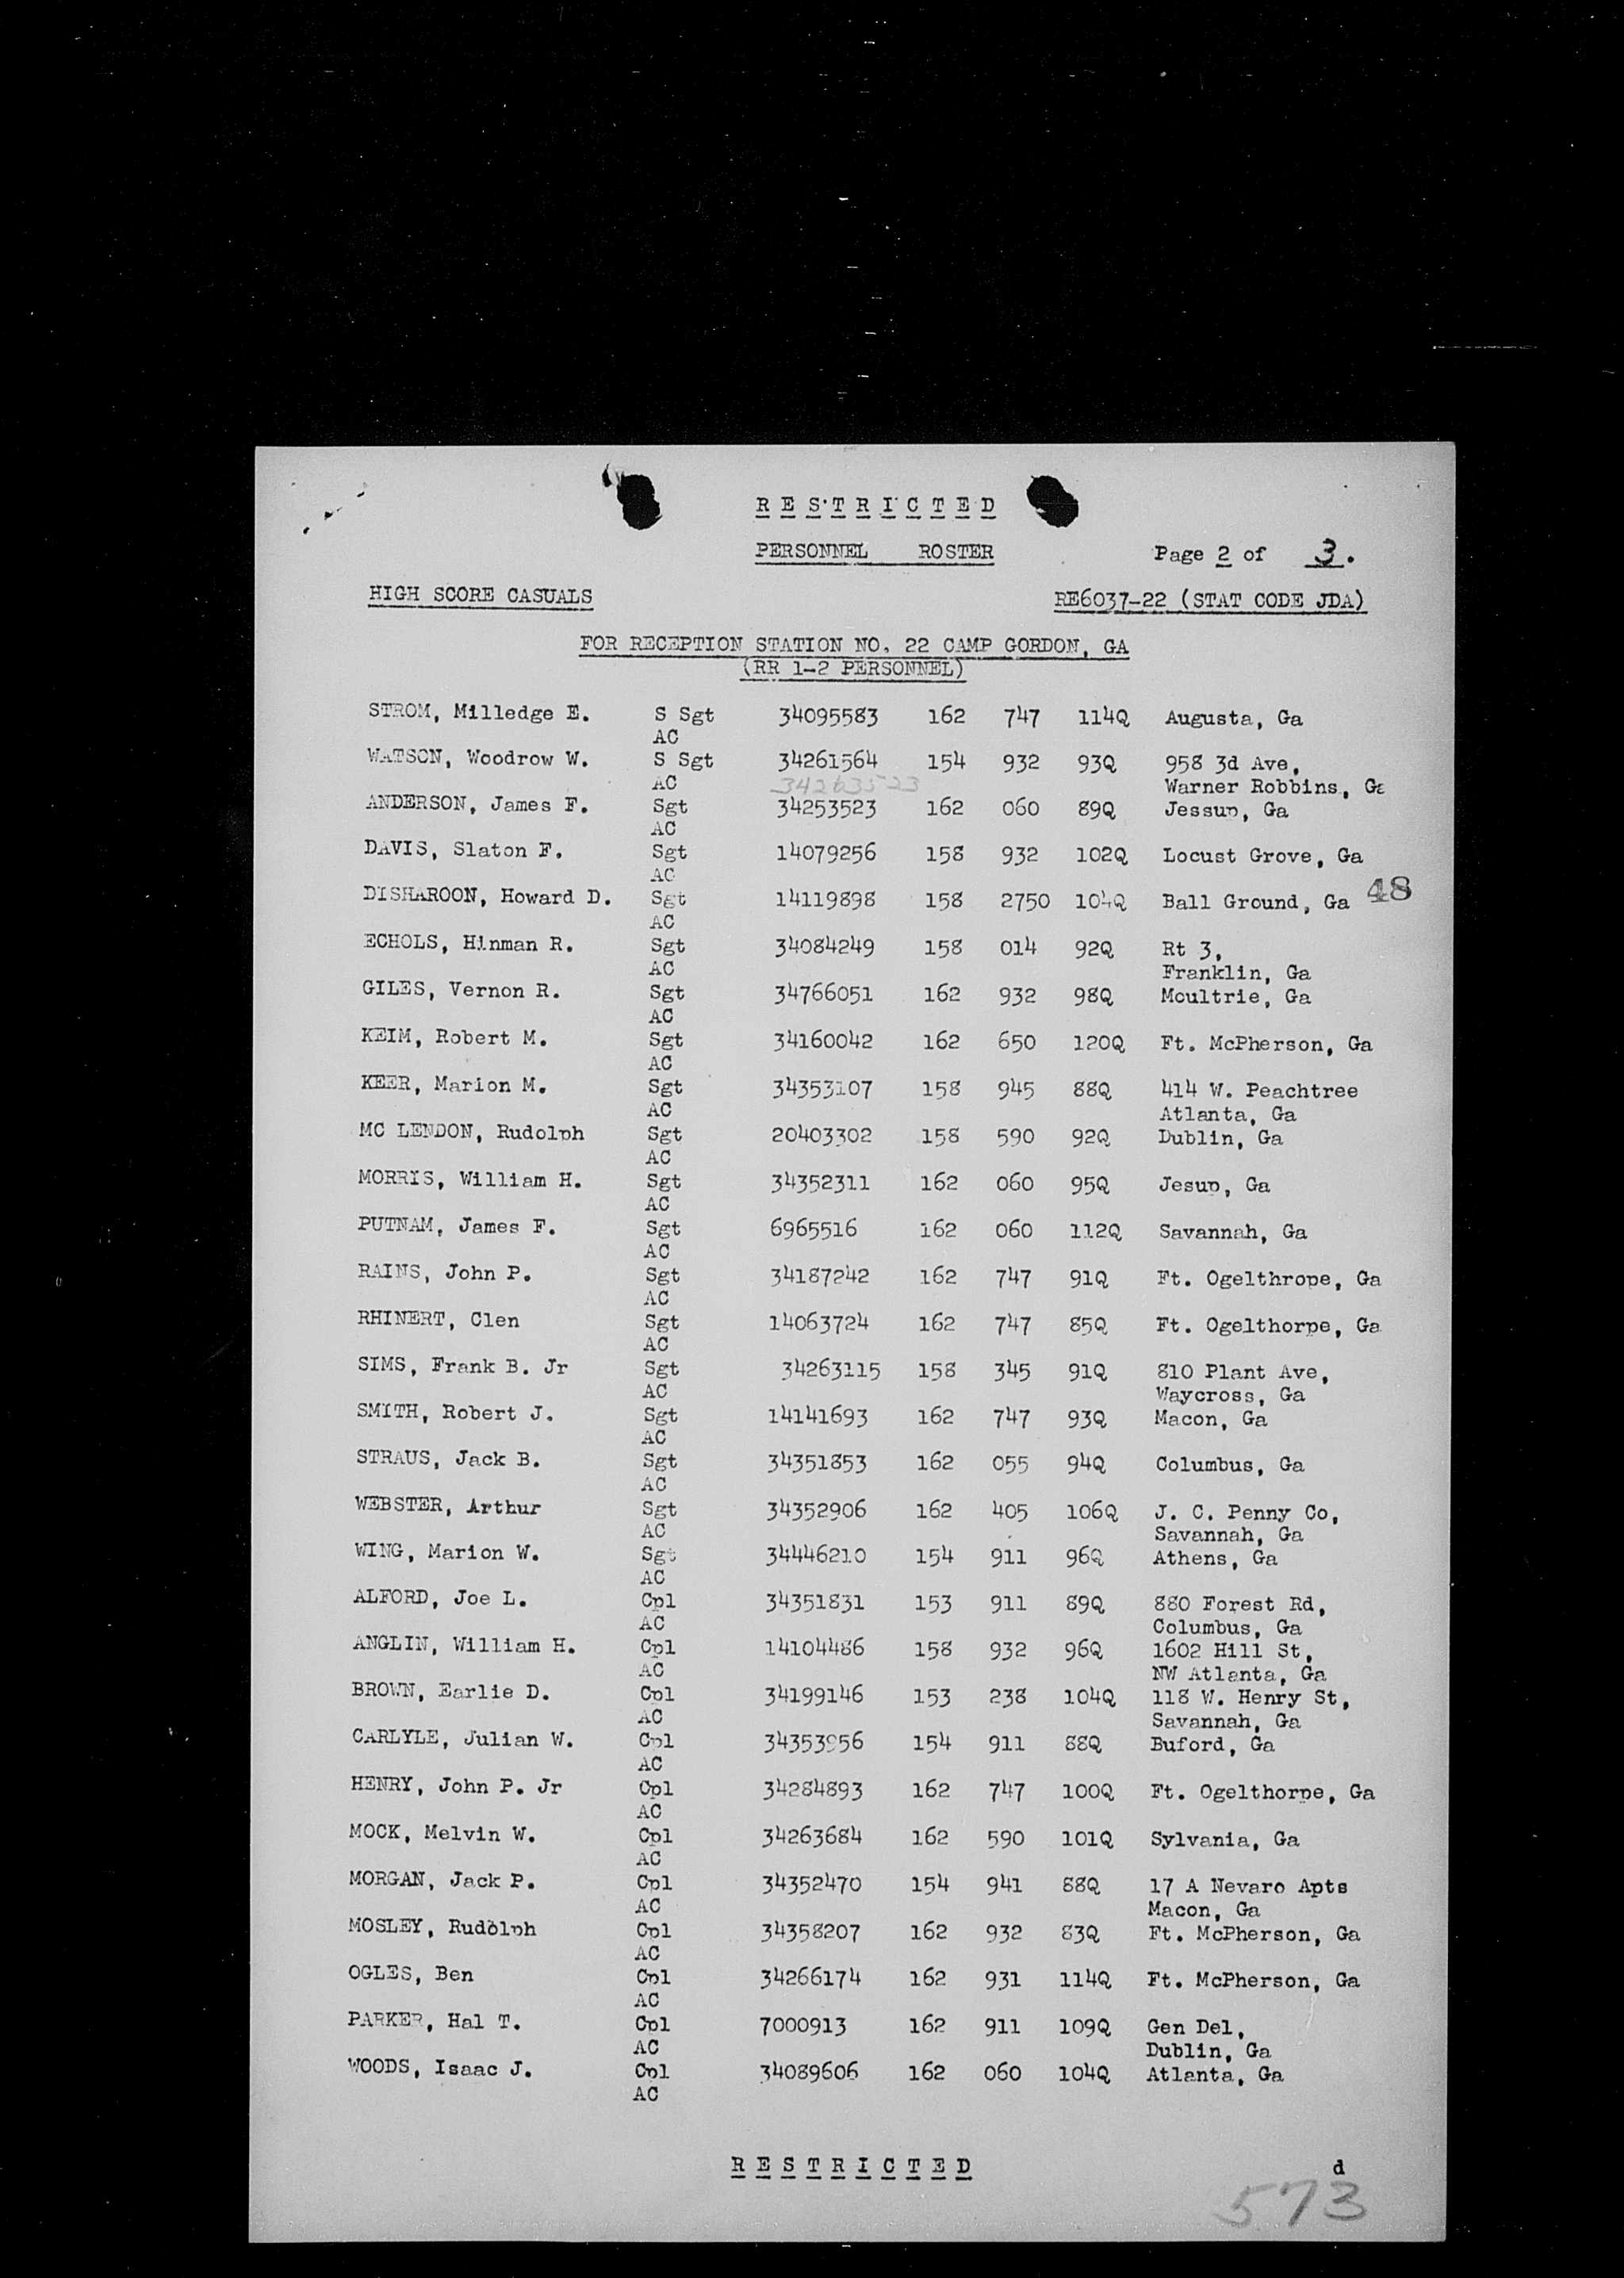 RESTRICTED
PERSONNEL ROSTER Page 2 of 3.
HIGH SCORE CASUALS RE6037-22 (STAT CODE JDA)
FOR RECEPTION STATION NO. 22 CAMP GORDON, GA
(RR 1-2 PERSONNEL)
STROM, Milledge E. S Sgt 34095583 162 747 114Q Augusta, Ga
AC
WATSON, Woodrow W. S Sgt 34261564 154 932 93Q 958 3d Ave,
AC 34263523 Warner Robbins, Ga
ANDERSON, James F. Sgt 34253523 162 060 89Q Jessup, Ga
AC
DAVIS, Slaton F. Sgt 14079256 158 932 102Q Locust Grove, Ga
AC
DISHAROON, Howard D. Sgt 14119898 158 2750 104Q Ball Ground, Ga 48
AC
ECHOLS, Hinman R. Sgt 34084249 158 014 92Q Rt 3,
AC Franklin, Ga
GILES, Vernon R. Sgt 34766051 162 932 98Q Moultrie, Ga
AC
KEIM, Robert M. Sgt 34160042 162 650 120Q Ft. McPherson, Ga
AC
KEER, Marion M. Sgt 34353107 158 945 88Q 414 W. Peachtree
AC Atlanta, Ga
MC LENDON, Rudolph Sgt 20403302 158 590 92Q Dublin, Ga
AC
MORRIS, William H. Sgt 34352311 162 060 95Q Jesup, Ga
AC
PUTNAM, James F. Sgt 6965516 162 060 112Q Savannah, Ga
AC
RAINS, John P. Sgt 34187242 162 747 91Q Ft. Ogelthrope, Ga
AC
RHINERT, Clen Sgt 14063724 162 747 85Q Ft. Ogelthorpe, Ga
AC
SIMS, Frank B. Jr Sgt 34263115 158 345 91Q 810 Plant Ave,
AC Waycross, Ga
SMITH, Robert J. Sgt 14141693 162 747 93Q Macon, Ga
AC
STRAUS, Jack B. Sgt 34351853 162 055 94Q Columbus, Ga
AC
WEBSTER, Arthur Sgt 34352906 162 405 106Q J. C. Penny Co,
AC Savannah, Ga
WING, Marion W. Sgt 34446210 154 911 96Q Athens, Ga
AC
ALFORD, Joe L. Cpl 34351831 153 911 89Q 880 Forest Rd,
AC Columbus, Ga
ANGLIN, William H. Cpl 14104486 158 932 96Q 1602 Hill St,
AC NW Atlanta, Ga
BROWN, Earlie D. Cpl 34199146 153 238 104Q 118 W. Henry St,
AC Savannah, Ga
CARLYLE, Julian W. Cpl 34353956 154 911 88Q Buford, Ga
AC
HENRY, John P. Jr Cpl 34284893 162 747 100Q Ft. Ogelthorpe, Ga
AC
MOCK, Melvin W. Cpl 34263684 162 590 101Q Sylvania, Ga
AC
MORGAN, Jack P. Cpl 34352470 154 941 88Q 17 A Nevaro Apts
AC Macon, Ga
MOSLEY, Rudolph Cpl 34358207 162 932 83Q Ft. McPherson, Ga
AC
OGLES, Ben Cpl 34266174 162 931 114Q Ft. McPherson, Ga
AC
PARKER, Hal T. Cpl 7000913 162 911 109Q Gen Del,
AC Dublin, Ga
WOODS, Isaac J. Cpl 34089606 162 060 104Q Atlanta, Ga
AC
RESTRICTED d
573